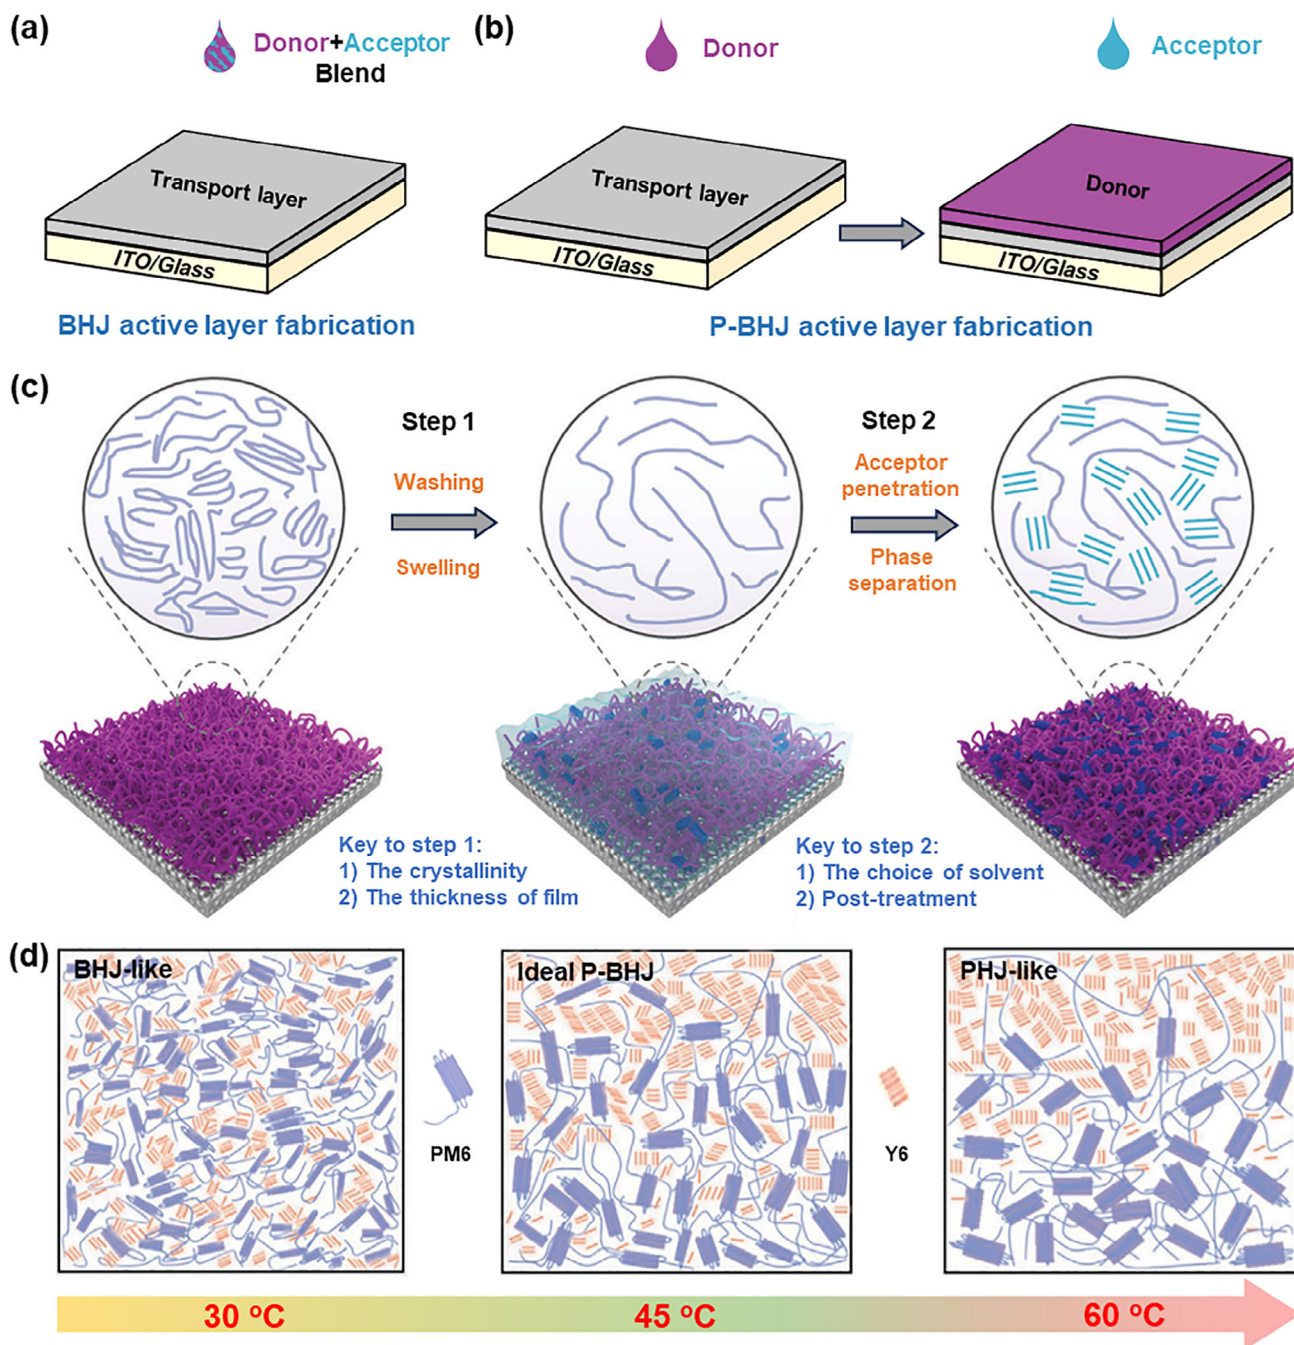 (a)
Donor+Acceptor
Blend
Transport layer
ITO/Glass
BHJ active layer fabrication
(b)
Donor
Acceptor
Transport layer
ITO/Glass
Donor
ITO/Glass
P-BHJ active layer fabrication
(c)
Step 1
Washing
Swelling
Step 2
Acceptor
penetration
Phase
separation
Key to step 1:
1) The crystallinity
2) The thickness of film
Key to step 2:
1) The choice of solvent
2) Post-treatment
(d)
BHJ-like
PM6
Ideal P-BHJ
Y6
PHJ-like
30 °C
45 °C
60 °C